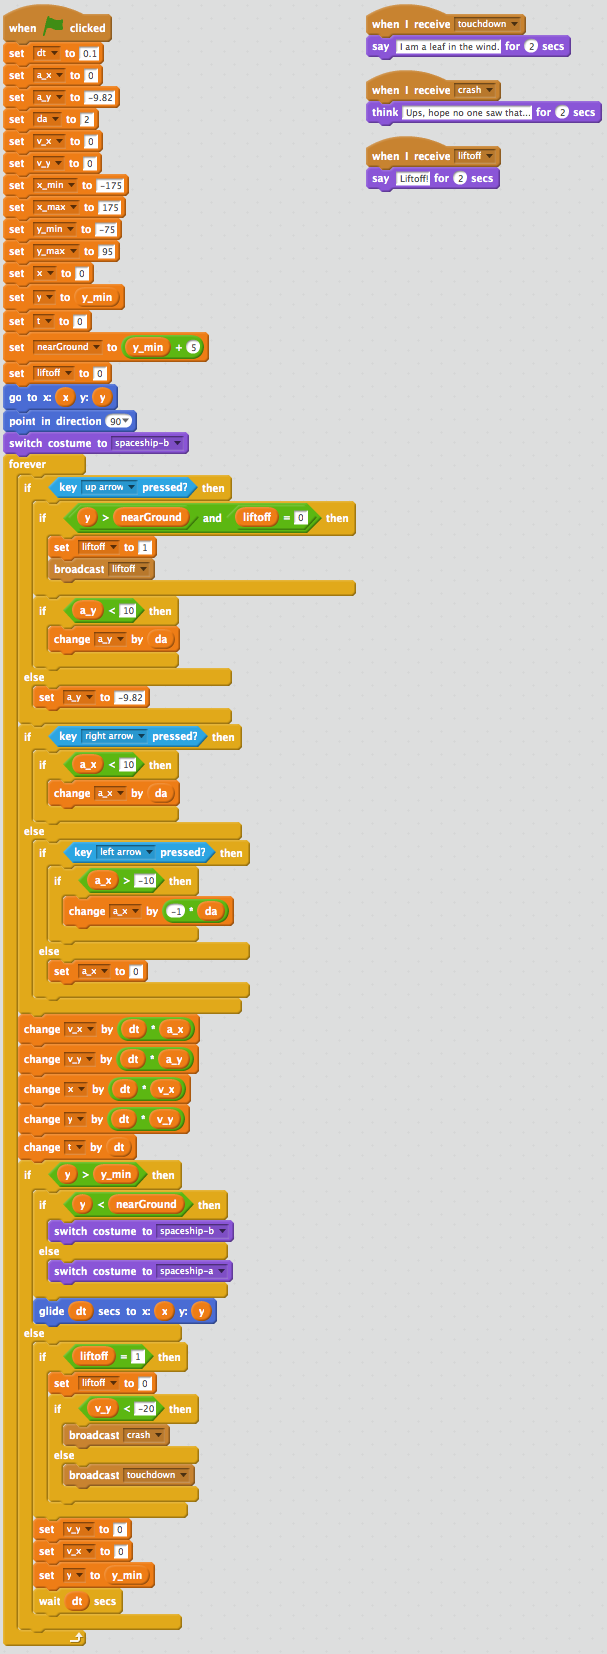 when clicked
set dt to 0.1
set a_x to 0
set a_y to -9.82
set da to 2
set v_x to 0
set v_y to 0
set x_min to -175
set x_max to 175
set y_min to -75
set y_max to 95
set x to 0
set y to y_min
set t to 0
set nearGround to y_min + 5
set liftoff to 0
go to x: x y: y
point in direction 90
switch costume to spaceship-b
forever
if key up arrow pressed? then
if y > nearGround and liftoff = 0 then
set liftoff to 1
broadcast liftoff
if a_y < 10 then
change a_y by da
else
set a_y to -9.82
if key right arrow pressed? then
if a_x < 10 then
change a_x by da
else
if key left arrow pressed? then
if a_x > -10 then
change a_x by -1 * da
else
set a_x to 0
change v_x by dt * a_x
change v_y by dt * a_y
change x by dt * v_x
change y by dt * v_y
change t by dt
if y > y_min then
if y < nearGround then
switch costume to spaceship-b
else
switch costume to spaceship-a
glide dt secs to x: x y: y
else
if liftoff = 1 then
set liftoff to 0
if v_y < -20 then
broadcast crash
else
broadcast touchdown
set v_y to 0
set v_x to 0
set y to y_min
wait dt secs
when I receive touchdown
say I am a leaf in the wind. for 2 secs
when I receive crash
think Ups, hope no one saw that... for 2 secs
when I receive liftoff
say Liftoff! for 2 secs